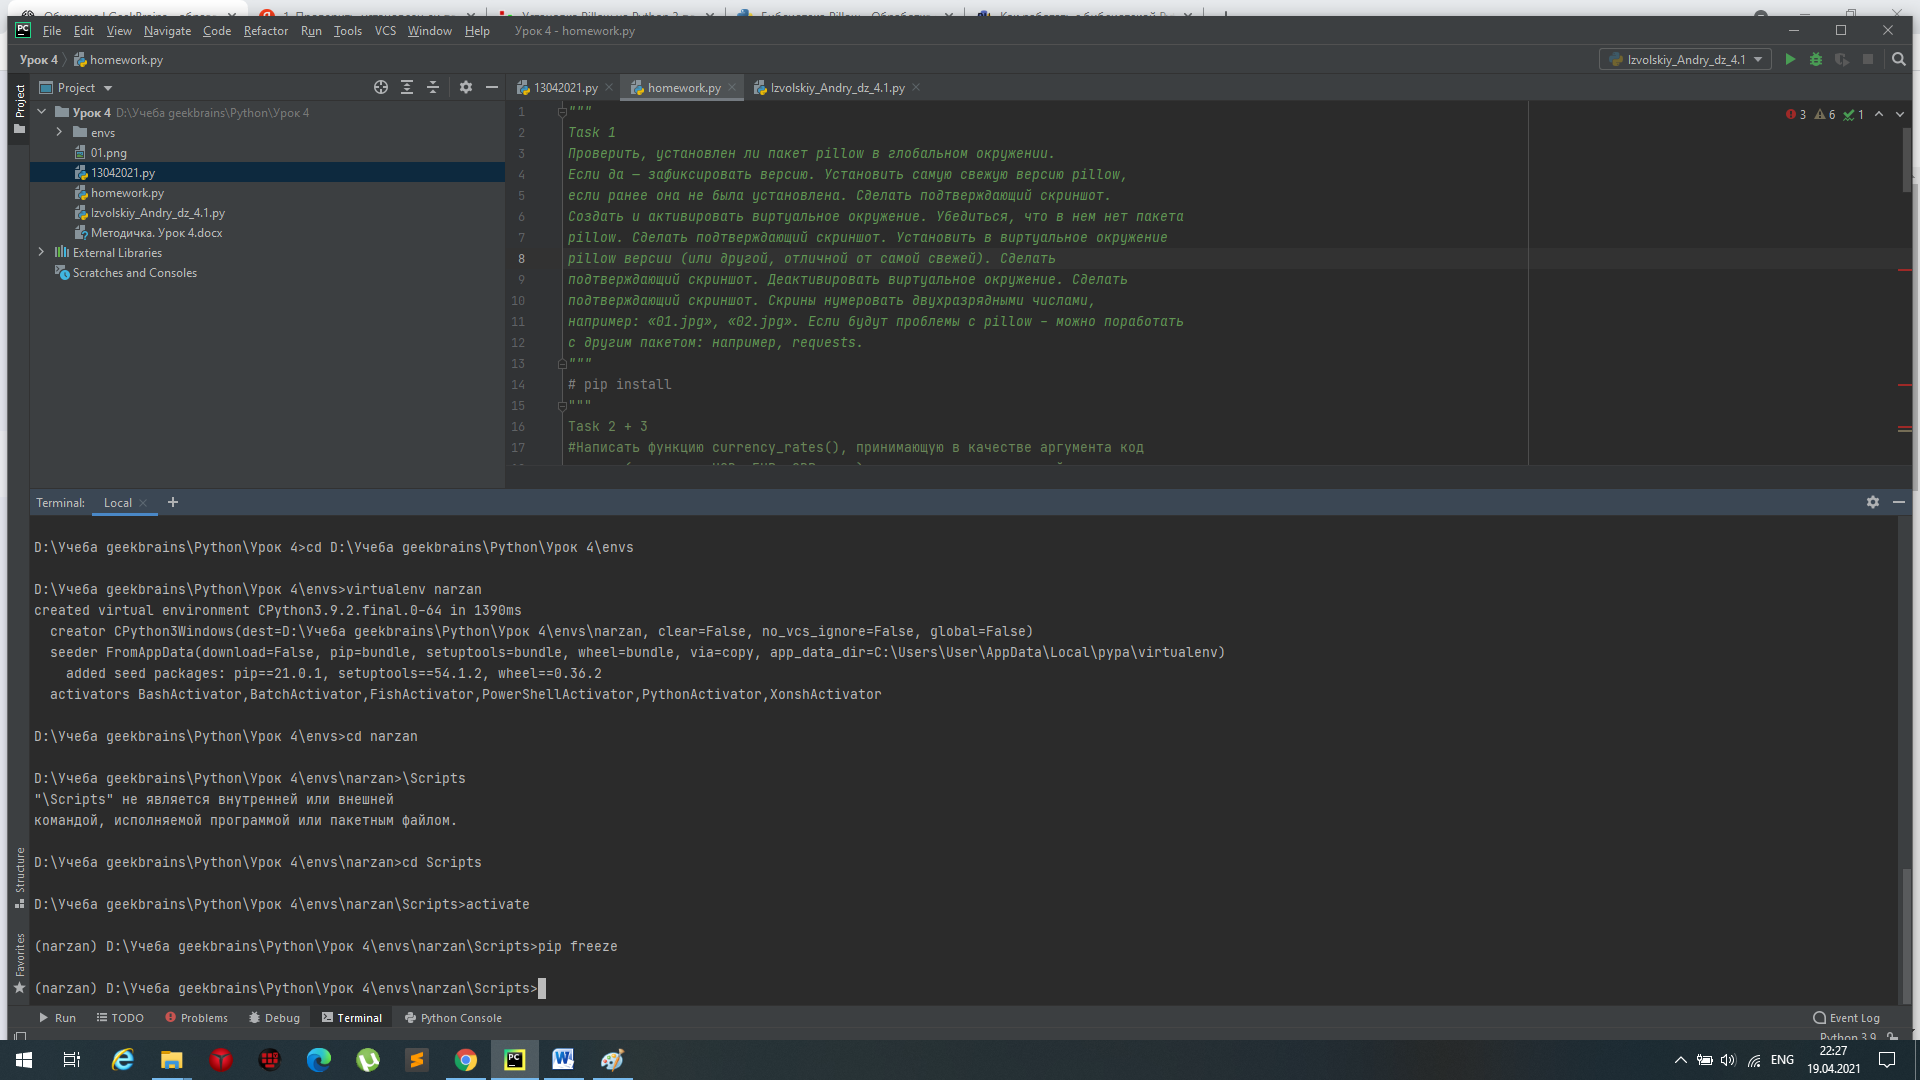 File Edit View Navigate Code Refactor Run Tools VCS Window Help Урок 4 - homework.py
Урок 4 homework.py
Izvolskiy_Andry_dz_4.1
Project
13042021.py homework.py Izvolskiy_Andry_dz_4.1.py
Project
Урок 4 D:\Учеба geekbrains\Python\Урок 4
envs
01.png
13042021.py
homework.py
Izvolskiy_Andry_dz_4.1.py
Методичка. Урок 4.docx
External Libraries
Scratches and Consoles
3 6 1
1 """
2 Task 1
3 Проверить, установлен ли пакет pillow в глобальном окружении.
4 Если да — зафиксировать версию. Установить самую свежую версию pillow,
5 если ранее она не была установлена. Сделать подтверждающий скриншот.
6 Создать и активировать виртуальное окружение. Убедиться, что в нем нет пакета
7 pillow. Сделать подтверждающий скриншот. Установить в виртуальное окружение
8 pillow версии (или другой, отличной от самой свежей). Сделать
9 подтверждающий скриншот. Деактивировать виртуальное окружение. Сделать
10 подтверждающий скриншот. Скрины нумеровать двухразрядными числами,
11 например: «01.jpg», «02.jpg». Если будут проблемы с pillow - можно поработать
12 с другим пакетом: например, requests.
13 """
14 # pip install
15 """
16 Task 2 + 3
17 #Написать функцию currency_rates(), принимающую в качестве аргумента код
Terminal: Local
D:\Учеба geekbrains\Python\Урок 4>cd D:\Учеба geekbrains\Python\Урок 4\envs
D:\Учеба geekbrains\Python\Урок 4\envs>virtualenv narzan
created virtual environment CPython3.9.2.final.0-64 in 1390ms
creator CPython3Windows(dest=D:\Учеба geekbrains\Python\Урок 4\envs\narzan, clear=False, no_vcs_ignore=False, global=False)
seeder FromAppData(download=False, pip=bundle, setuptools=bundle, wheel=bundle, via=copy, app_data_dir=C:\Users\User\AppData\Local\pypa\virtualenv)
added seed packages: pip==21.0.1, setuptools==54.1.2, wheel==0.36.2
activators BashActivator,BatchActivator,FishActivator,PowerShellActivator,PythonActivator,XonshActivator
D:\Учеба geekbrains\Python\Урок 4\envs>cd narzan
D:\Учеба geekbrains\Python\Урок 4\envs\narzan>\Scripts
"\Scripts" не является внутренней или внешней
командой, исполняемой программой или пакетным файлом.
D:\Учеба geekbrains\Python\Урок 4\envs\narzan>cd Scripts
D:\Учеба geekbrains\Python\Урок 4\envs\narzan\Scripts>activate
(narzan) D:\Учеба geekbrains\Python\Урок 4\envs\narzan\Scripts>pip freeze
(narzan) D:\Учеба geekbrains\Python\Урок 4\envs\narzan\Scripts>
Structure
Favorites
Run TODO Problems Debug Terminal Python Console Event Log
Python 3.9
ENG 22:27
19.04.2021